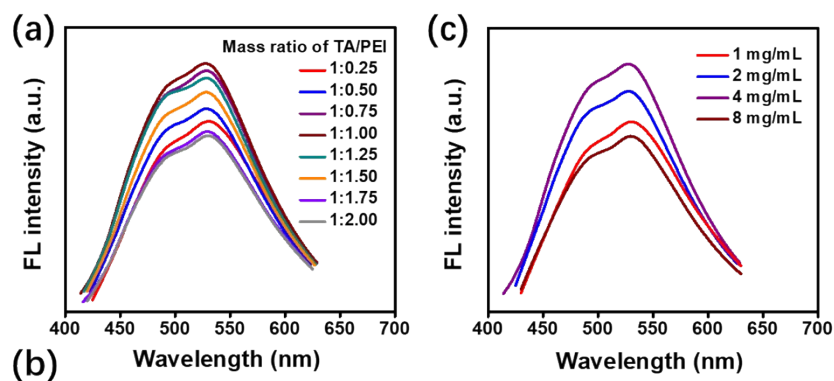 (a)
FL intensity (a.u.)
Mass ratio of TA/PEI
1:0.25
1:0.50
1:0.75
1:1.00
1:1.25
1:1.50
1:1.75
1:2.00
400 450 500 550 600 650 700
Wavelength (nm)
(c)
FL intensity (a.u.)
1 mg/mL
2 mg/mL
4 mg/mL
8 mg/mL
400 450 500 550 600 650 700
Wavelength (nm)
(b)